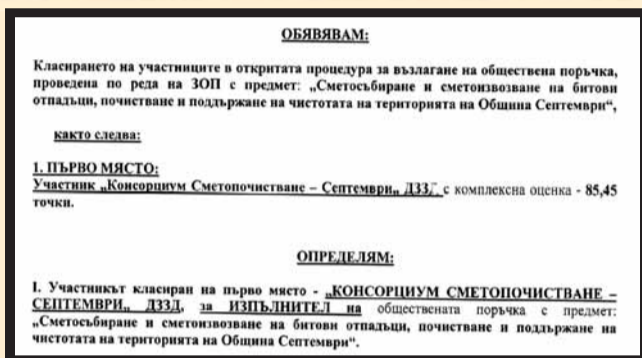 ОБЯВЯВАМ:
Класирането на участниците в откритата процедура за възлагане на обществена поръчка,
проведена по реда на ЗОП с предмет: „Сметосъбиране и сметоизвозване на битови
отпадъци, почистване и поддържане на чистотата на територията на Община Септември“,
както следва:
1. ПЪРВО МЯСТО:
Участник „Консорциум Сметопочистване – Септември„ ДЗЗД с комплексна оценка - 85,45
точки.
ОПРЕДЕЛЯМ:
I. Участникът класиран на първо място - „КОНСОРЦИУМ СМЕТОПОЧИСТВАНЕ –
СЕПТЕМВРИ„ ДЗЗД, за ИЗПЪЛНИТЕЛ на обществената поръчка с предмет:
„Сметосъбиране и сметоизвозване на битови отпадъци, почистване и поддържане на
чистотата на територията на Община Септември“.